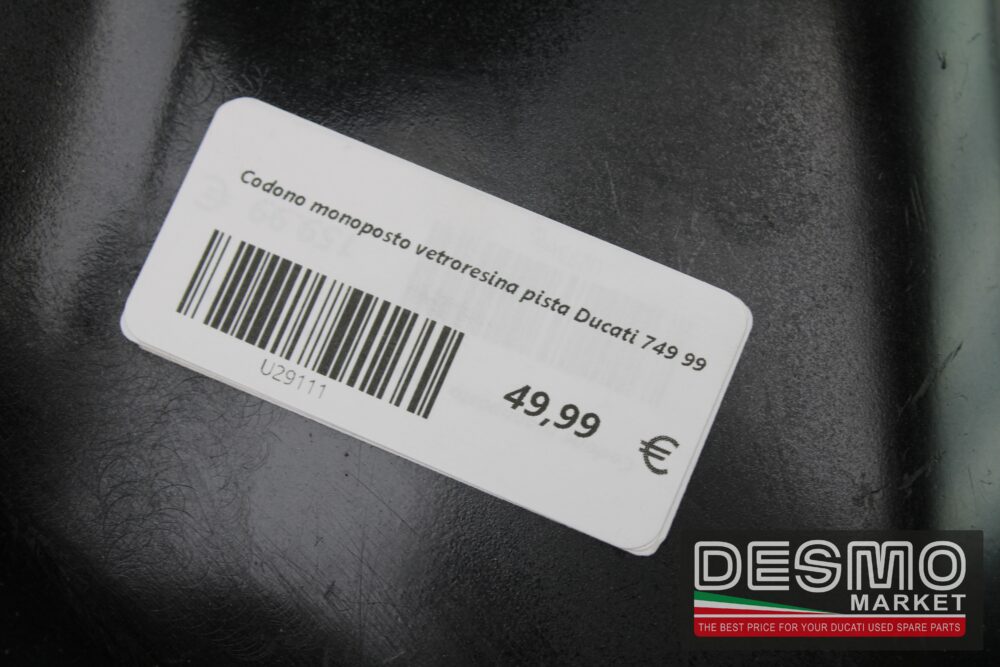 Codono monoposto vetroresina pista Ducati 749 99
U29111
49,99 €
DESMO
MARKET
THE BEST PRICE FOR YOUR DUCATI USED SPARE PARTS